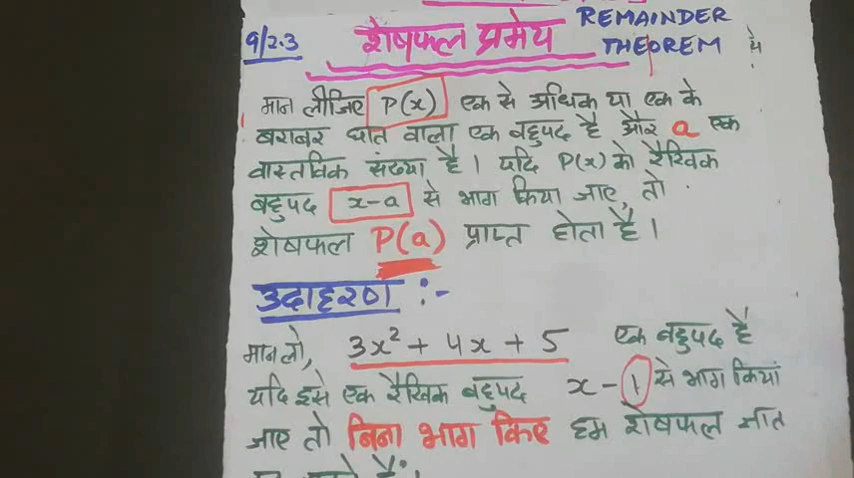 9/2.3 शेषफल प्रमेय REMAINDER THEOREM
मान लीजिए P(x) एक से अधिक या एक के
बराबर घात वाला एक बहुपद है और a एक
वास्तविक संख्या है। यदि P(x) को रैखिक
बहुपद x-a से भाग किया जाए, तो
शेषफल P(a) प्राप्त होता है।
उदाहरण :-
मानलो, 3x² + 4x + 5 एक बहुपद है
यदि इसे एक रैखिक बहुपद x - 1 से भाग किया
जाए तो बिना भाग किए हम शेषफल ज्ञात